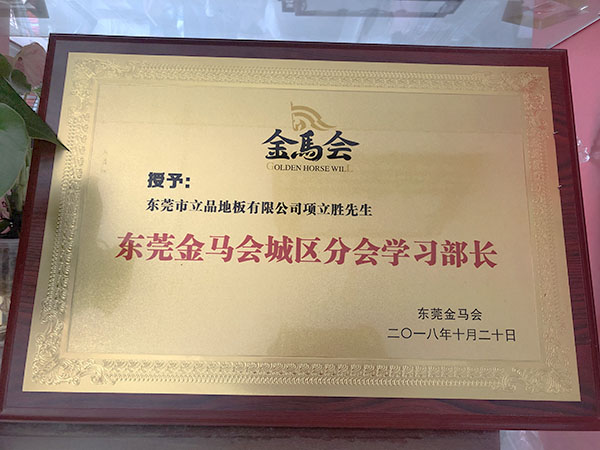 金馬会
GOLDEN HORSE WILL
授予：
东莞市立品地板有限公司项立胜先生
东莞金马会城区分会学习部长
东莞金马会
二〇一八年十月二十日